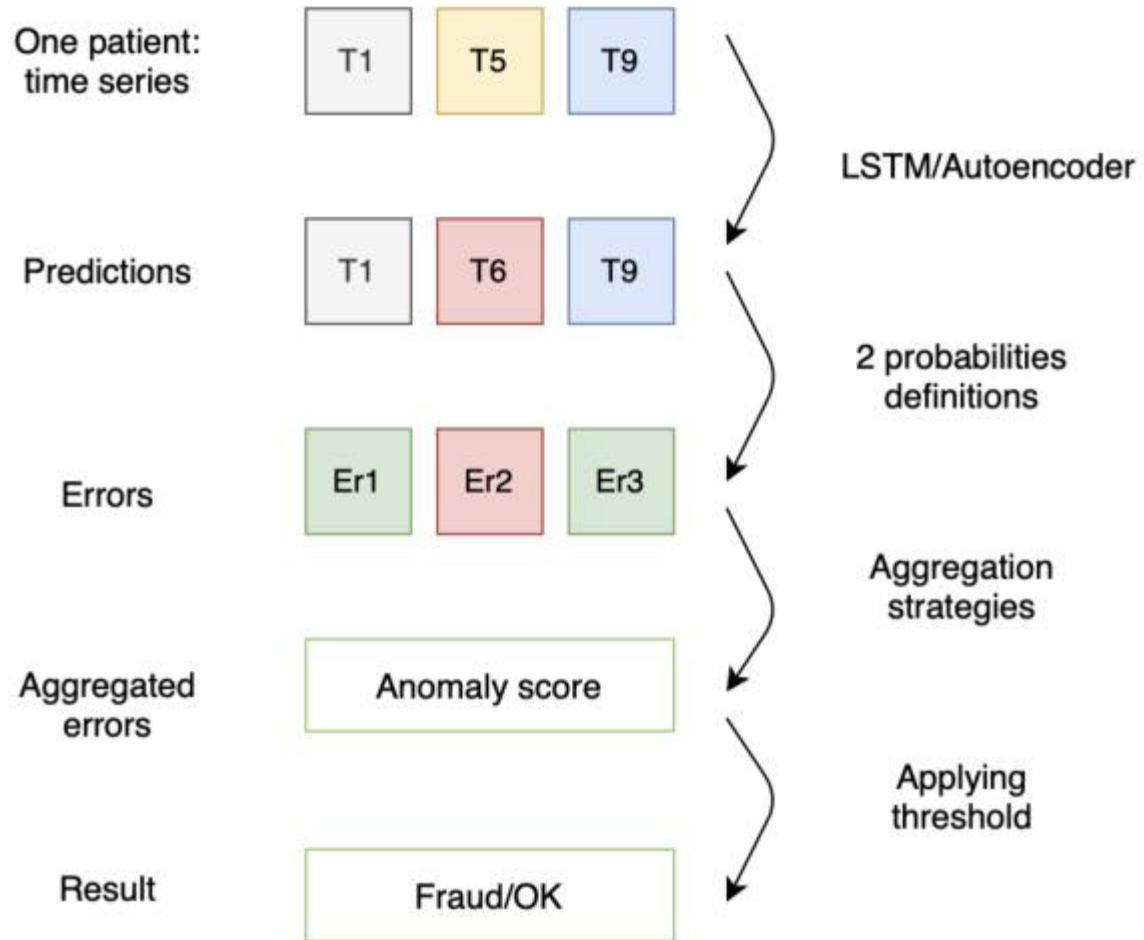 One patient:
time series
T1
T5
T9
LSTM/Autoencoder
Predictions
T1
T6
T9
2 probabilities
definitions
Errors
Er1
Er2
Er3
Aggregation
strategies
Aggregated
errors
Anomaly score
Applying
threshold
Result
Fraud/OK